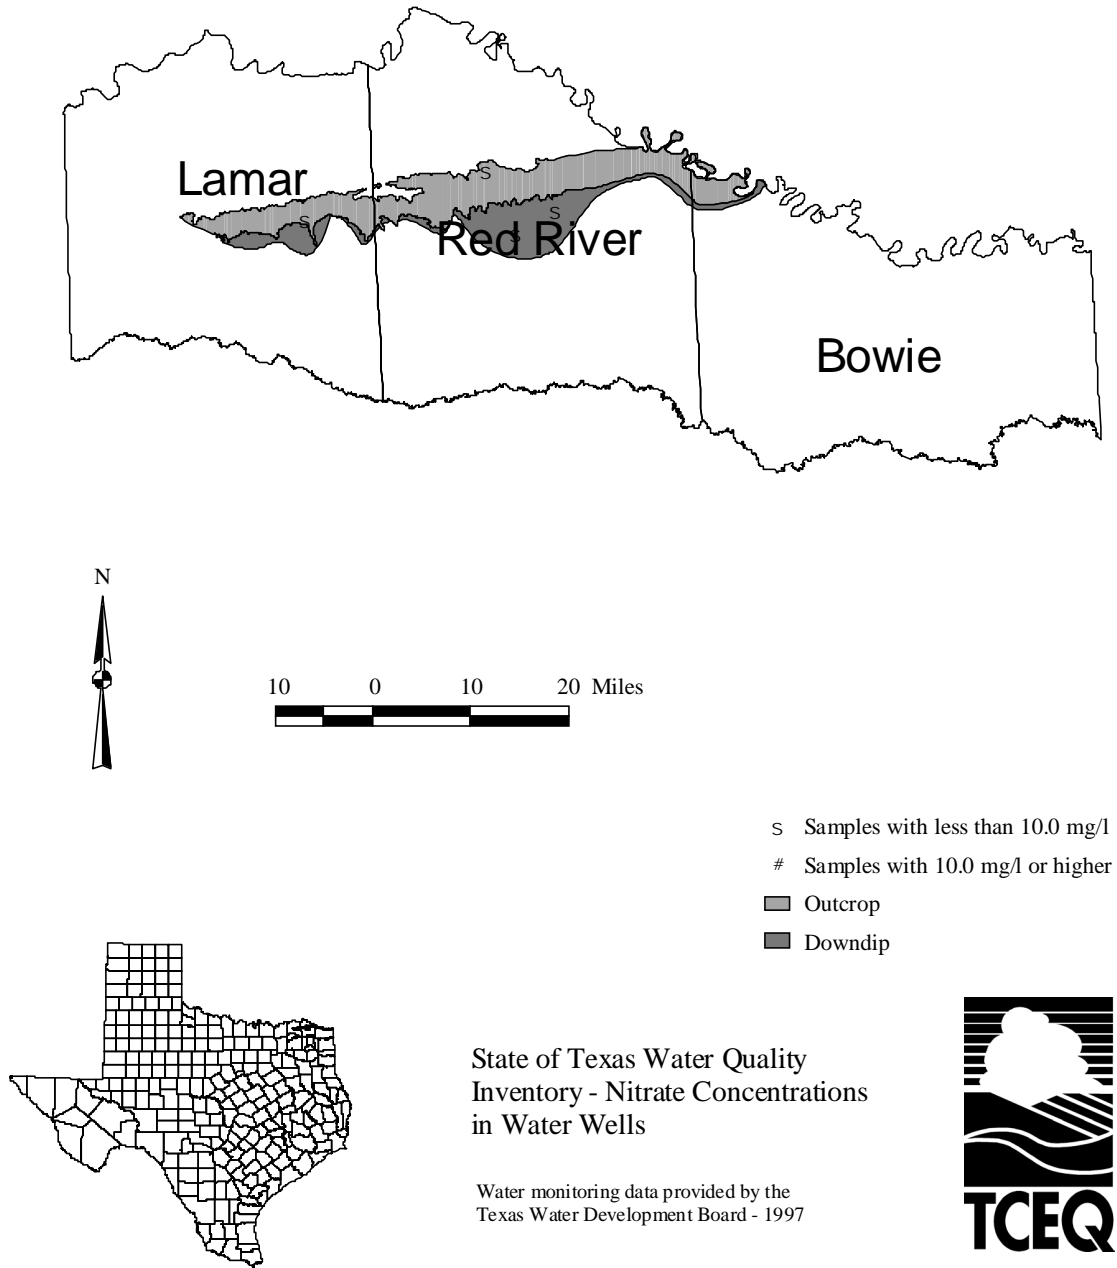 Lamar
S
S
S
Red River
S
Bowie
N
10 0 10 20 Miles
S Samples with less than 10.0 mg/l
# Samples with 10.0 mg/l or higher
Outcrop
Downdip
State of Texas Water Quality
Inventory - Nitrate Concentrations
in Water Wells
Water monitoring data provided by the
Texas Water Development Board - 1997
TCEQ